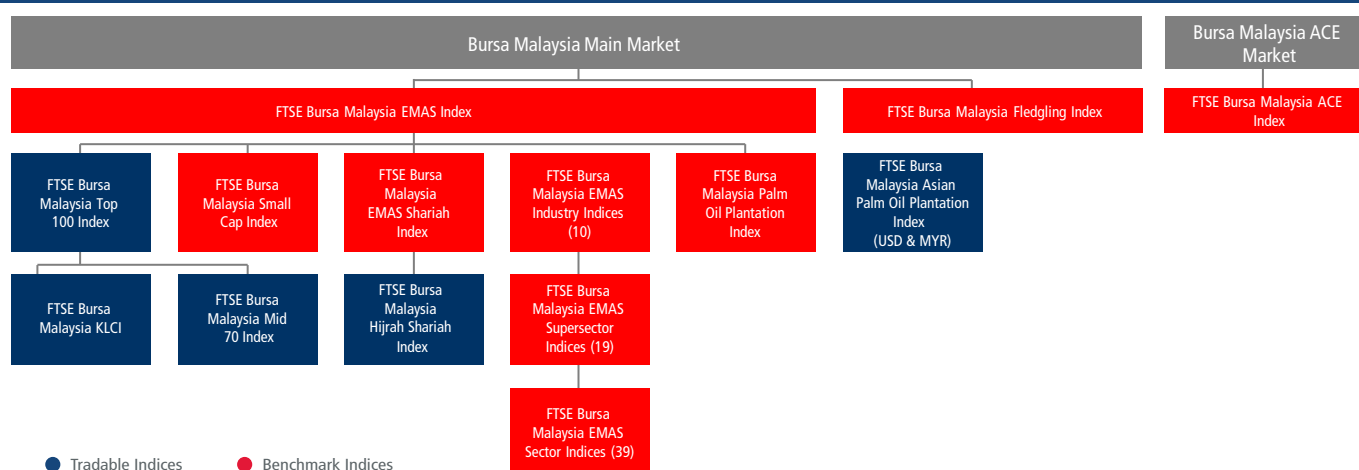 Bursa Malaysia Main Market
Bursa Malaysia ACE
Market
FTSE Bursa Malaysia EMAS Index
FTSE Bursa Malaysia Fledgling Index
FTSE Bursa Malaysia ACE
Index
FTSE Bursa
Malaysia Top
100 Index
FTSE Bursa
Malaysia Small
Cap Index
FTSE Bursa
Malaysia
EMAS Shariah
Index
FTSE Bursa
Malaysia EMAS
Industry Indices
(10)
FTSE Bursa
Malaysia Palm
Oil Plantation
Index
FTSE Bursa
Malaysia Asian
Palm Oil Plantation
Index
(USD & MYR)
FTSE Bursa
Malaysia KLCI
FTSE Bursa
Malaysia Mid
70 Index
FTSE Bursa
Malaysia
Hijrah Shariah
Index
FTSE Bursa
Malaysia EMAS
Supersector
Indices (19)
FTSE Bursa
Malaysia EMAS
Sector Indices (39)
Tradable Indices
Benchmark Indices